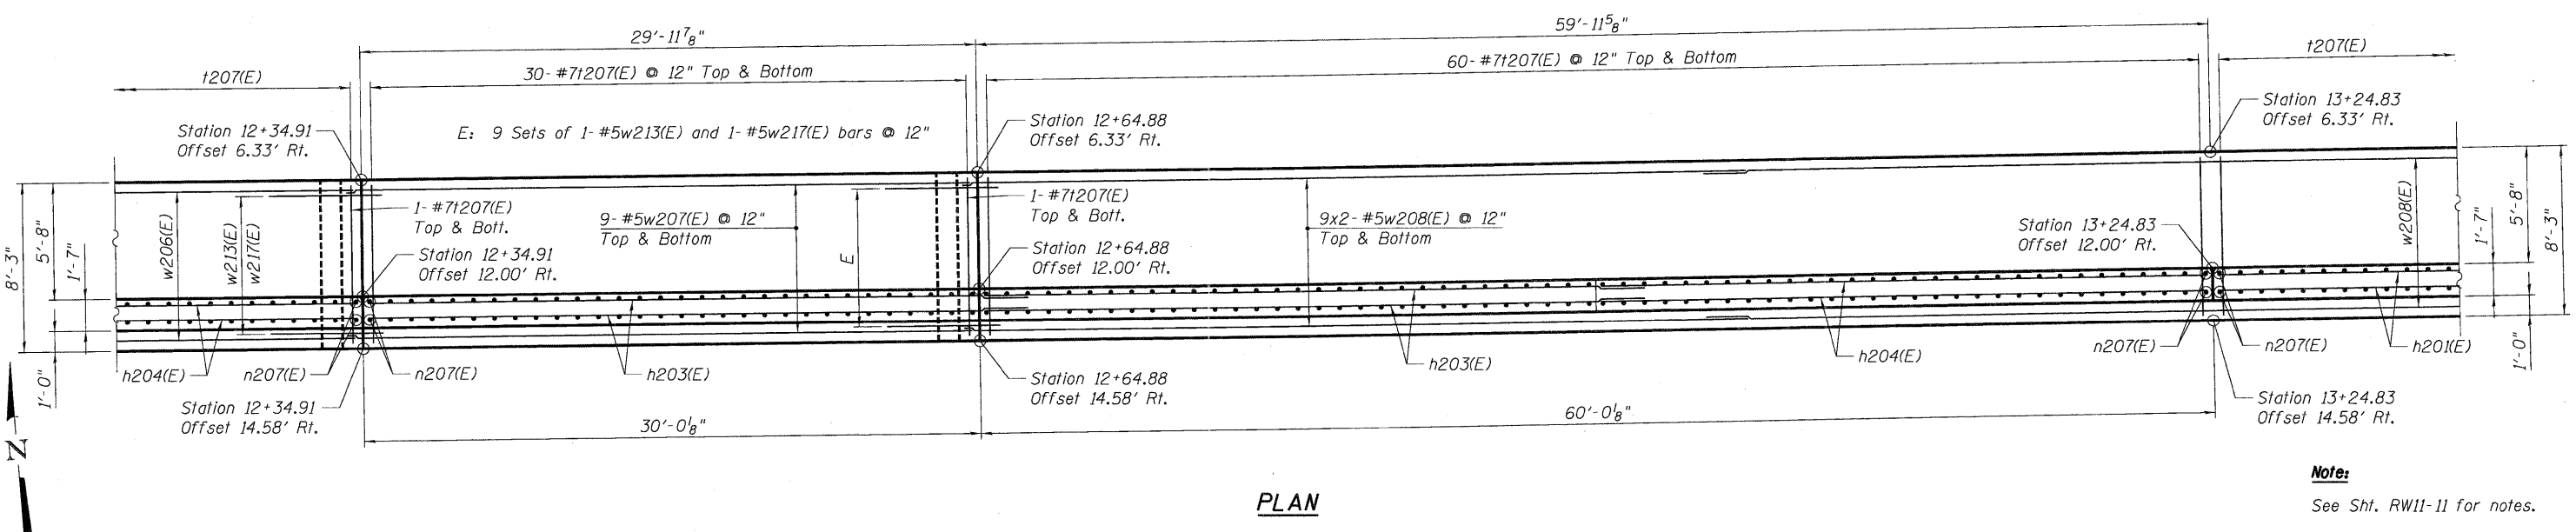 59'-11 5/8"
29'-11 7/8"
60- #7t207(E) @ 12" Top & Bottom
t207(E)
t207(E)
30- #7t207(E) @ 12" Top & Bottom
Station 12+34.91
Offset 6.33' Rt.
E: 9 Sets of 1- #5w213(E) and 1- #5w217(E) bars @ 12"
Station 12+64.88
Offset 6.33' Rt.
Station 13+24.83
Offset 6.33' Rt.
8'-3"
5'-8"
1'-7"
w206(E)
w213(E)
w217(E)
1- #7t207(E)
Top & Bott.
9- #5w207(E) @ 12"
Top & Bottom
E
1- #7t207(E)
Top & Bott.
9x2- #5w208(E) @ 12"
Top & Bottom
Station 12+34.91
Offset 12.00' Rt.
Station 12+64.88
Offset 12.00' Rt.
Station 13+24.83
Offset 12.00' Rt.
w208(E)
1'-7"
5'-8"
8'-3"
1'-0"
h204(E)
n207(E)
n207(E)
h203(E)
h203(E)
h204(E)
n207(E)
n207(E)
h201(E)
1'-0"
Station 12+34.91
Offset 14.58' Rt.
Station 12+64.88
Offset 14.58' Rt.
Station 13+24.83
Offset 14.58' Rt.
30'-0 1/8"
60'-0 1/8"
N
PLAN
Note:
See Sht. RW11-11 for notes.